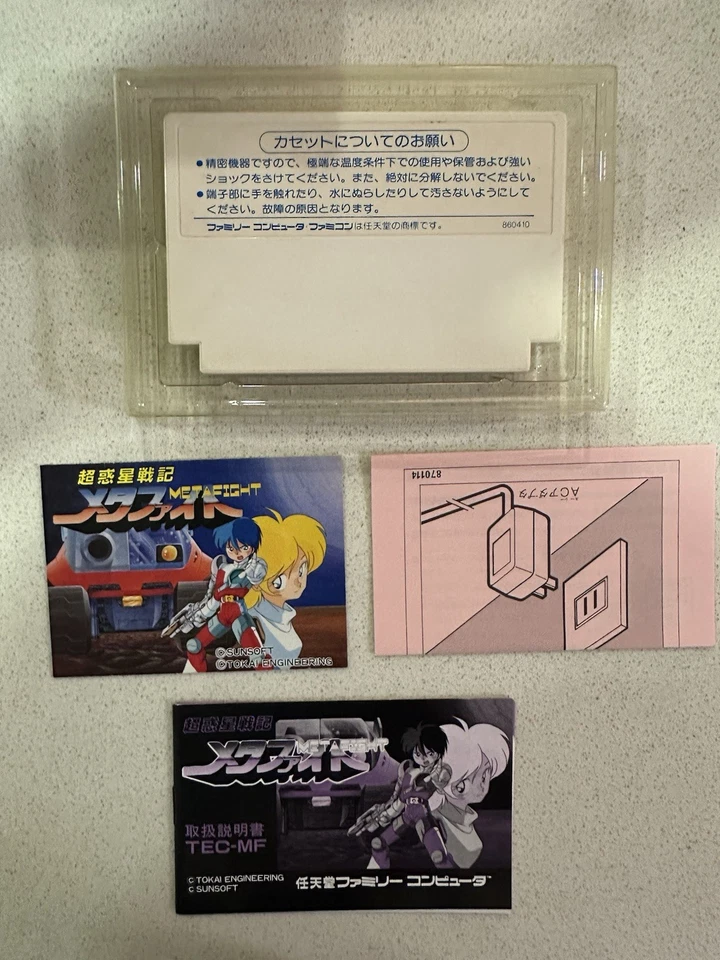 カセットについてのお願い
●精密機器ですので、極端な温度条件下での使用や保管および強い
ショックをさけてください。また、絶対に分解しないでください。
●端子部に手を触れたり、水にぬらしたりして汚さないようにして
ください。故障の原因となります。
ファミリー コンピュータ・ファミコンは任天堂の商標です。 860410
超惑星戦記
メタファイト METAFIGHT
©SUNSOFT
©TOKAI ENGINEERING
870114
ACアダプタ
超惑星戦記
メタファイト METAFIGHT
取扱説明書
TEC-MF
© TOKAI ENGINEERING
© SUNSOFT
任天堂ファミリー コンピュータ™